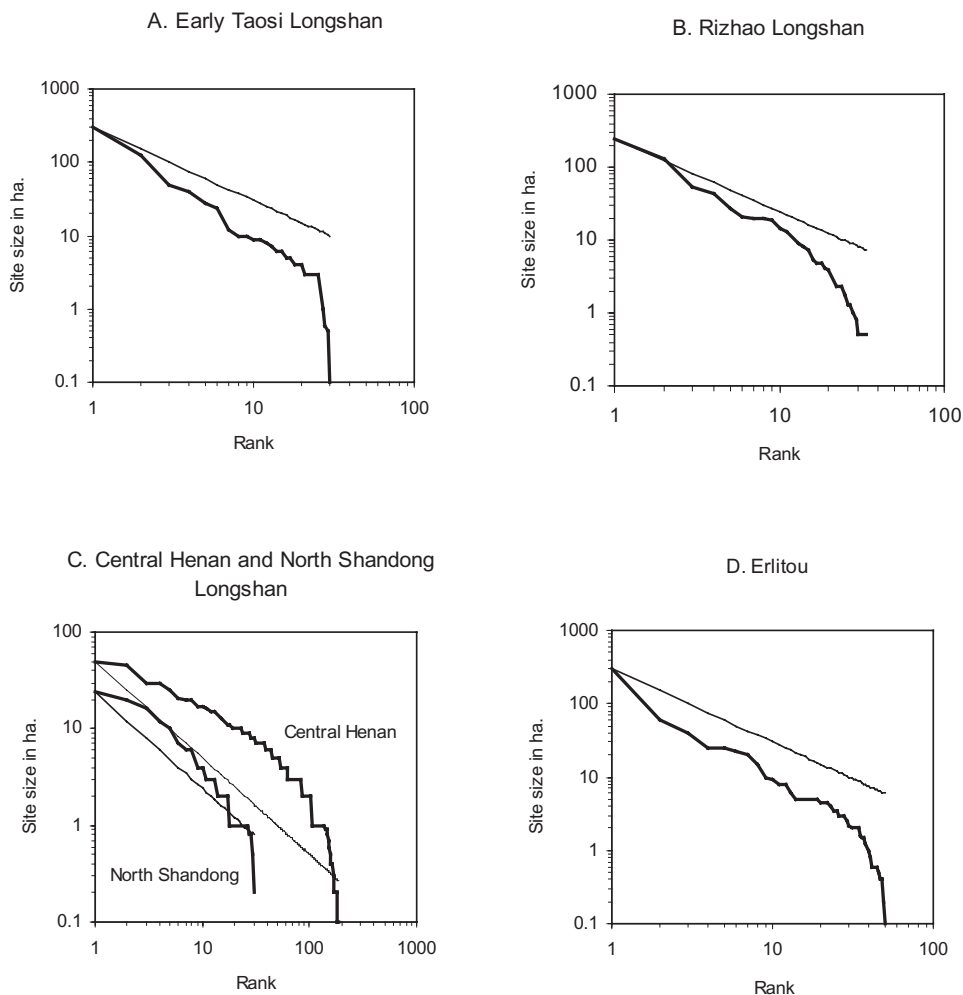 A. Early Taosi Longshan
1000
100
10
1
0.1
Site size in ha.
1
10
100
Rank
B. Rizhao Longshan
1000
100
10
1
0.1
Site size in ha.
1
10
100
Rank
C. Central Henan and North Shandong
Longshan
100
10
1
0.1
Site size in ha.
Central Henan
North Shandong
1
10
100
1000
Rank
D. Erlitou
1000
100
10
1
0.1
Site size in ha.
1
10
100
Rank